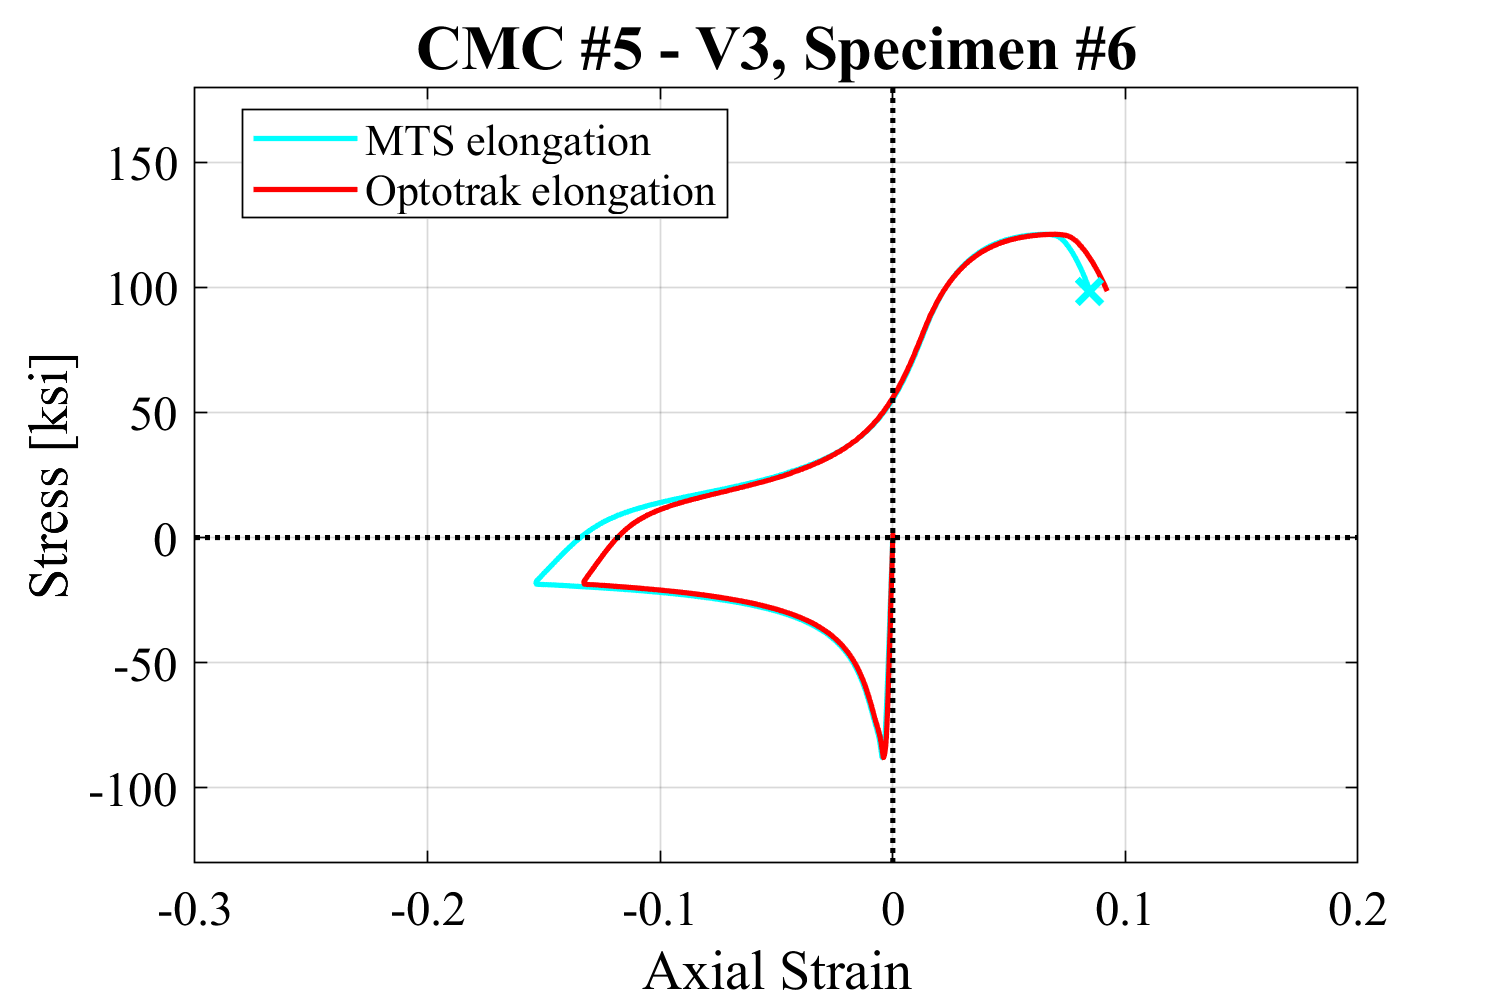 CMC #5 - V3, Specimen #6
MTS elongation
Optotrak elongation
150
100
50
0
-50
-100
Stress [ksi]
-0.3 -0.2 -0.1 0 0.1 0.2
Axial Strain